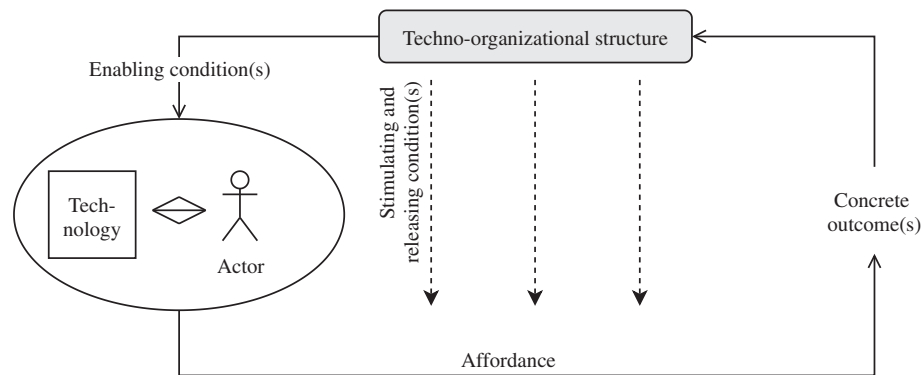 Techno-organizational structure
Enabling condition(s)
Stimulating and
releasing condition(s)
Tech-
nology
Actor
Concrete
outcome(s)
Affordance